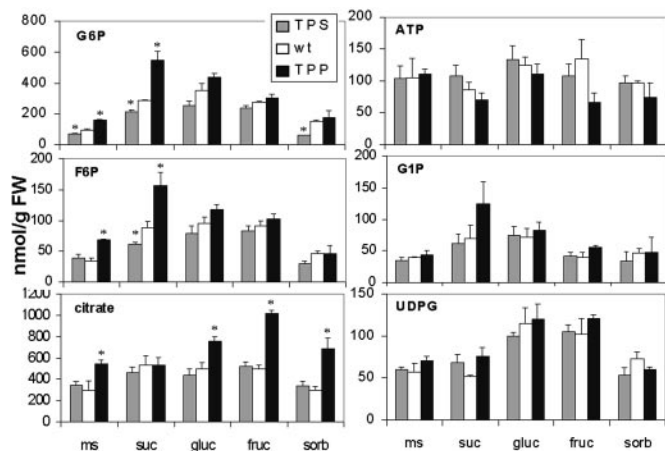 G6P
TPS
wt
TPP
ATP
800
600
400
200
0
* * * * *
200
150
100
50
0
F6P
G1P
200
150
100
50
0
* * *
200
150
100
50
0
nmol/g FW
citrate
UDPG
1200
1000
800
600
400
200
0
* * * *
200
150
100
50
0
ms suc gluc fruc sorb
ms suc gluc fruc sorb